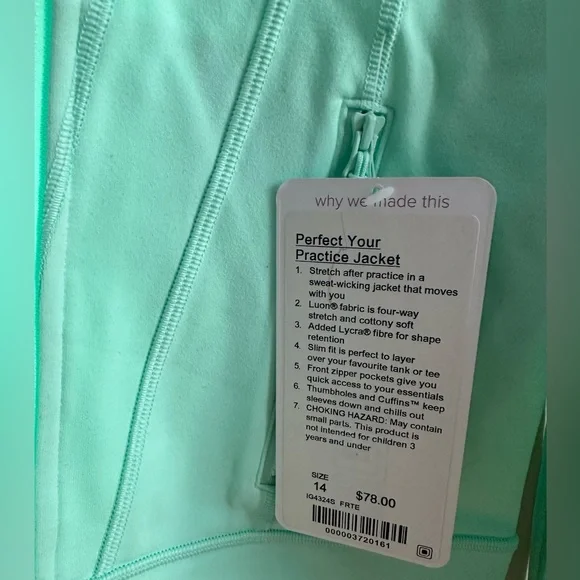 why we made this
Perfect Your
Practice Jacket
1. Stretch after practice in a
sweat-wicking jacket that moves
with you
2. Luon® fabric is four-way
stretch and cottony soft
3. Added Lycra® fibre for shape
retention
4. Slim fit is perfect to layer
over your favourite tank or tee
5. Front zipper pockets give you
quick access to your essentials
6. Thumbholes and Cuffins™ keep
sleeves down and chills out
7. CHOKING HAZARD: May contain
small parts. This product is
not intended for children 3
years and under
SIZE
14 $78.00
IG4324S FRTE
000003720161